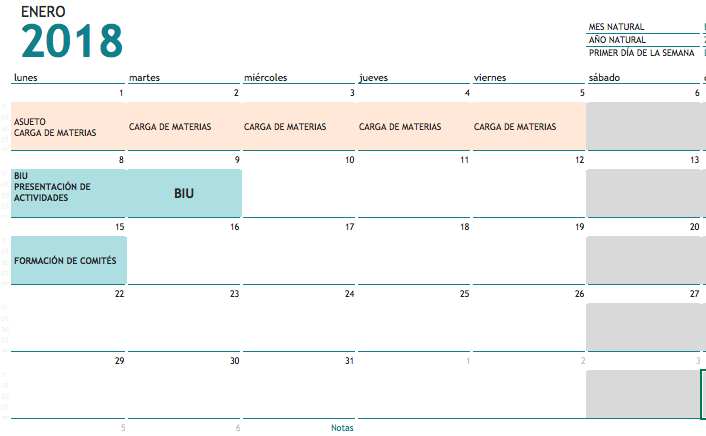 ENERO
2018
MES NATURAL
AÑO NATURAL
PRIMER DÍA DE LA SEMANA
lunes martes miércoles jueves viernes sábado
1 2 3 4 5 6
ASUETO
CARGA DE MATERIAS CARGA DE MATERIAS CARGA DE MATERIAS CARGA DE MATERIAS CARGA DE MATERIAS
8 9 10 11 12 13
BIU
PRESENTACIÓN DE
ACTIVIDADES
BIU
15 16 17 18 19 20
FORMACIÓN DE COMITÉS
22 23 24 25 26 27
29 30 31 1 2 3
5 6 Notas